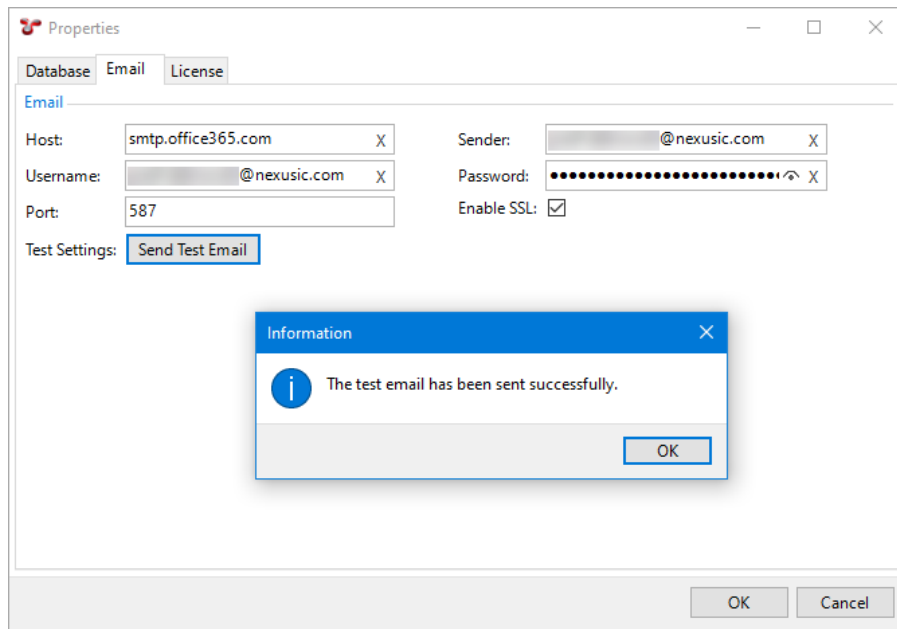 Properties
Database Email License
Email
Host: smtp.office365.com X Sender: @nexusic.com X
Username: @nexusic.com X Password: X
Port: 587 Enable SSL:
Test Settings: Send Test Email
Information
The test email has been sent successfully.
OK
OK Cancel